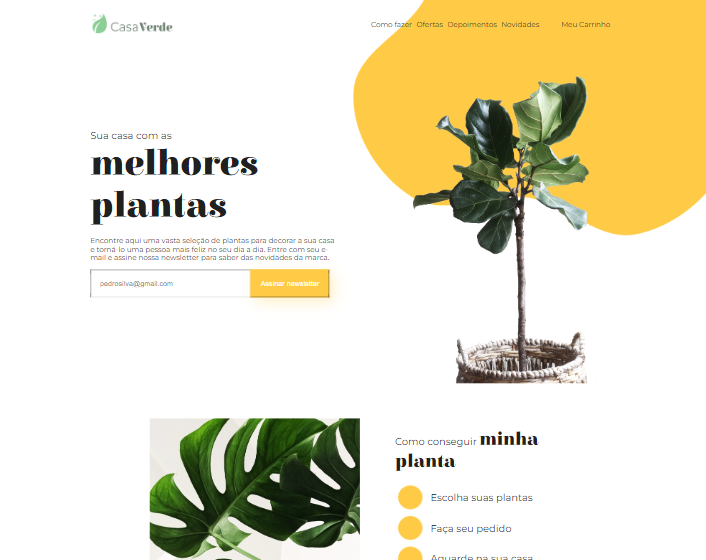 CasaVerde
Como fazer Ofertas Depoimentos Novidades Meu Carrinho
Sua casa com as
melhores
plantas
Encontre aqui uma vasta seleção de plantas para decorar a sua casa
e torná-lo uma pessoa mais feliz no seu dia a dia. Entre com seu e-
mail e assine nossa newsletter para saber das novidades da marca.
pedrosilva@gmail.com Assinar newsletter
Como conseguir minha
planta
Escolha suas plantas
Faça seu pedido
Aguarde na sua casa